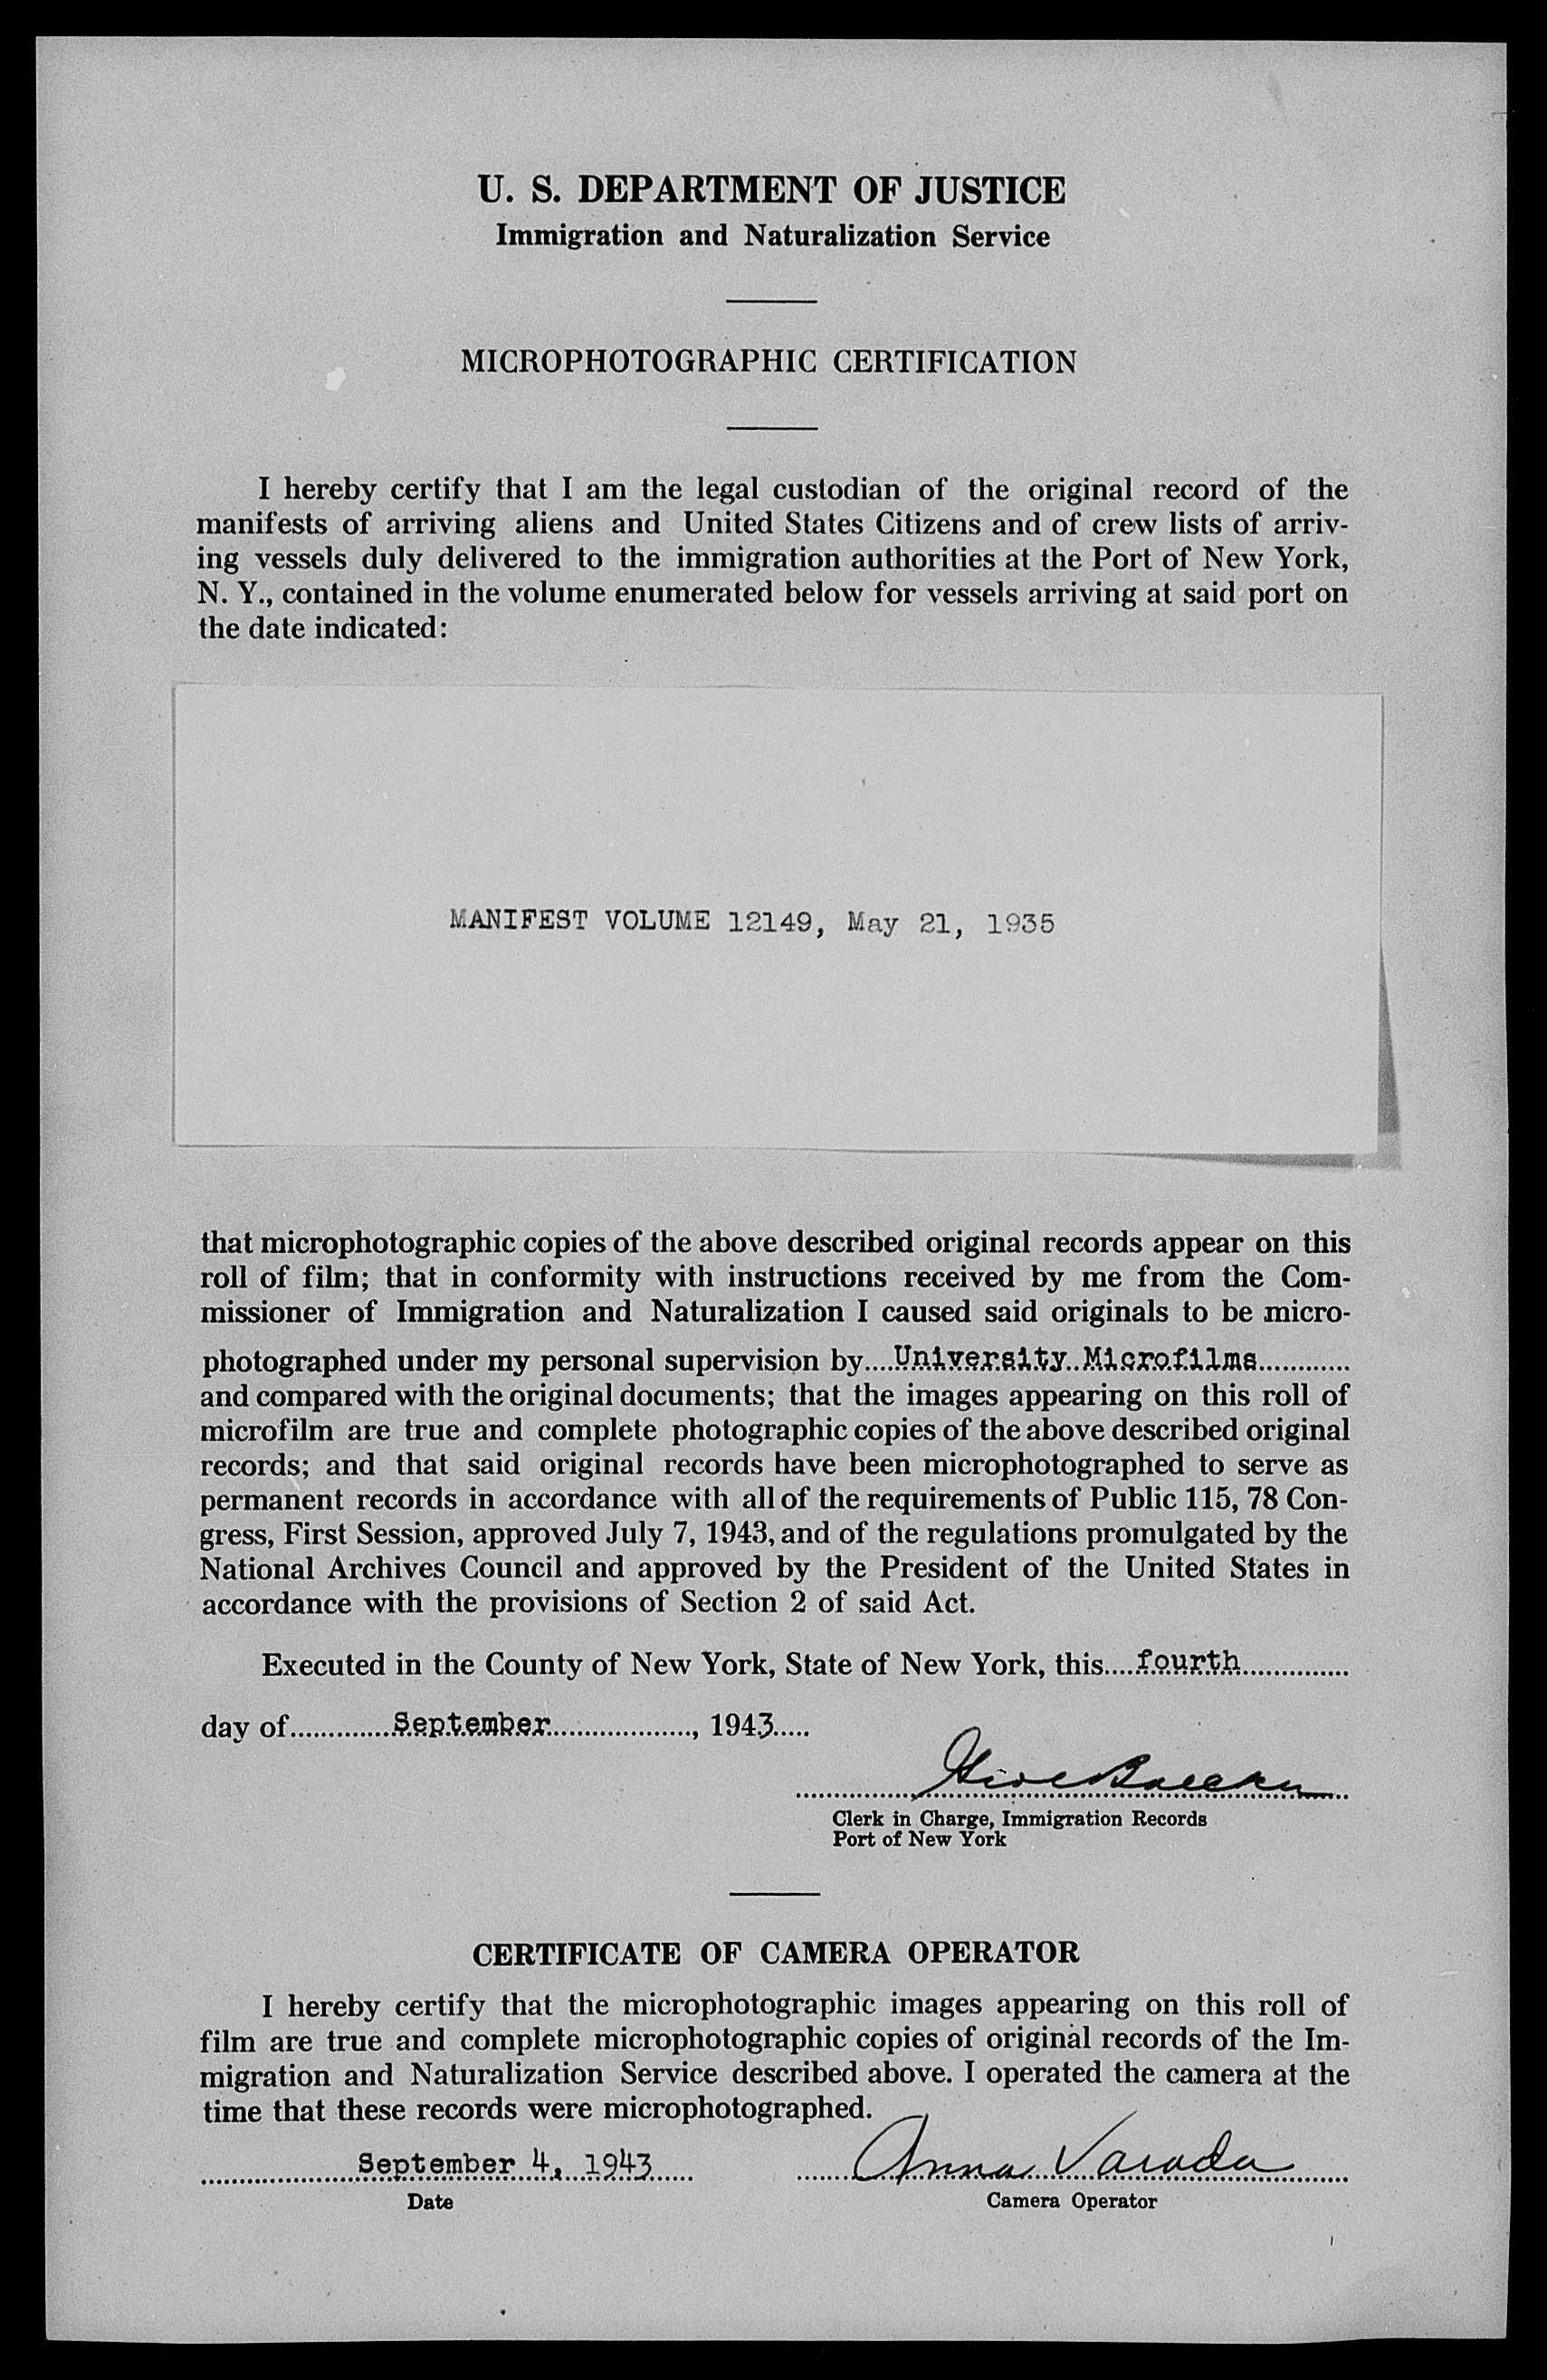 U. S. DEPARTMENT OF JUSTICE
Immigration and Naturalization Service
MICROPHOTOGRAPHIC CERTIFICATION
I hereby certify that I am the legal custodian of the original record of the
manifests of arriving aliens and United States Citizens and of crew lists of arriv-
ing vessels duly delivered to the immigration authorities at the Port of New York,
N. Y., contained in the volume enumerated below for vessels arriving at said port on
the date indicated:
MANIFEST VOLUME 12149, May 21, 1935
that microphotographic copies of the above described original records appear on this
roll of film; that in conformity with instructions received by me from the Com-
missioner of Immigration and Naturalization I caused said originals to be micro-
photographed under my personal supervision by....University Microfilms............
and compared with the original documents; that the images appearing on this roll of
microfilm are true and complete photographic copies of the above described original
records; and that said original records have been microphotographed to serve as
permanent records in accordance with all of the requirements of Public 115, 78 Con-
gress, First Session, approved July 7, 1943, and of the regulations promulgated by the
National Archives Council and approved by the President of the United States in
accordance with the provisions of Section 2 of said Act.
Executed in the County of New York, State of New York, this....fourth..............
day of.............September..................., 1943.....
Clerk in Charge, Immigration Records
Port of New York
CERTIFICATE OF CAMERA OPERATOR
I hereby certify that the microphotographic images appearing on this roll of
film are true and complete microphotographic copies of original records of the Im-
migration and Naturalization Service described above. I operated the camera at the
time that these records were microphotographed.
September 4, 1943 Anna Varada
Date Camera Operator